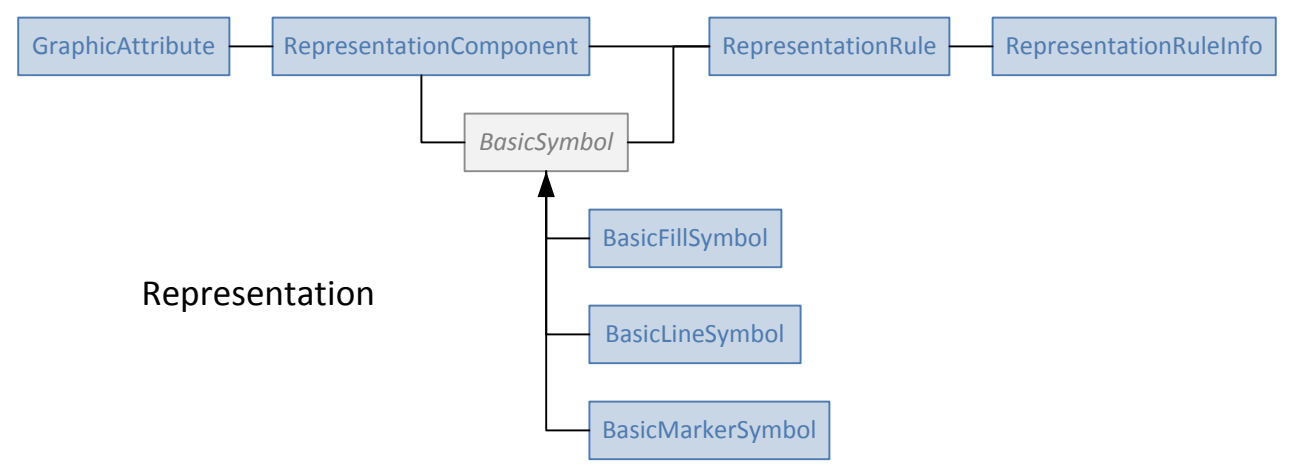 GraphicAttribute
RepresentationComponent
RepresentationRule
RepresentationRuleInfo
BasicSymbol
BasicFillSymbol
Representation
BasicLineSymbol
BasicMarkerSymbol